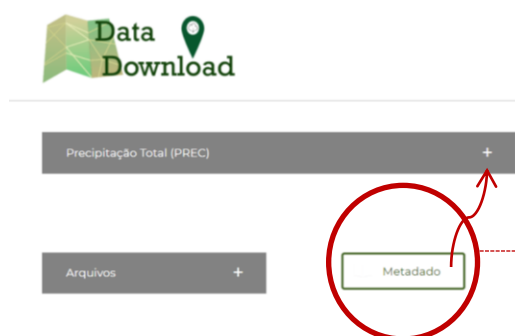 Data
Download
Precipitação Total (PREC) +
Arquivos + Metadado